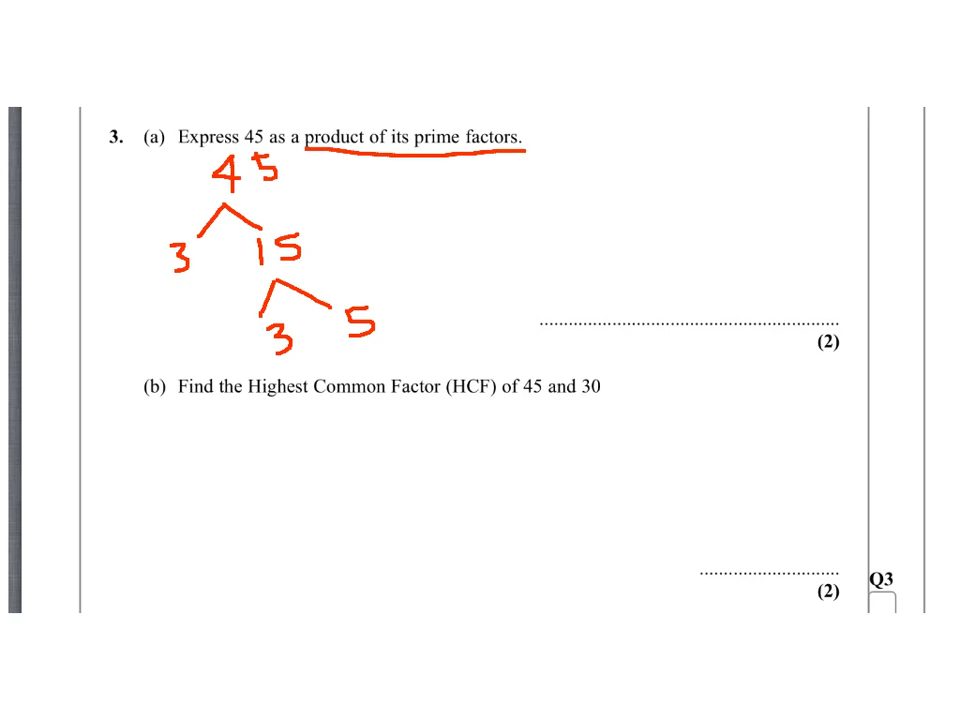 3. (a) Express 45 as a product of its prime factors.
45
3 15
3 5
............................................................
(2)
(b) Find the Highest Common Factor (HCF) of 45 and 30
............................
(2)
Q3